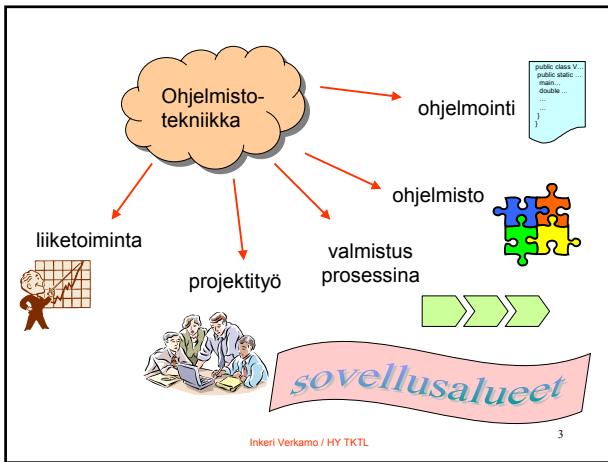 Ohjelmisto-
tekniikka
ohjelmointi
public class V…
public static …
main…
double …
…
…
}
}
ohjelmisto
valmistus
prosessina
projektityö
liiketoiminta
sovellusalueet
Inkeri Verkamo / HY TKTL
3